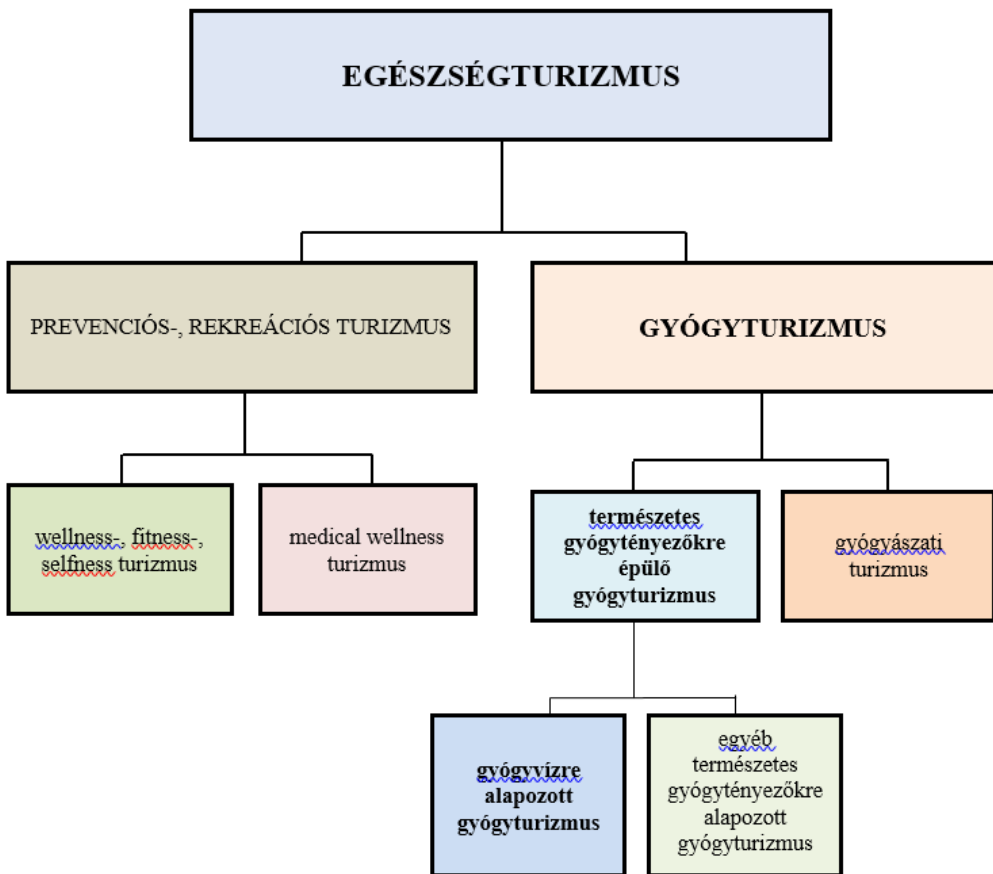 EGÉSZSÉGTURIZMUS
PREVENCIÓS-, REKREÁCIÓS TURIZMUS
GYÓGYTURIZMUS
wellness-, fitness-,
selfness turizmus
medical wellness
turizmus
természetes
gyógytényezőkre
épülő
gyógyturizmus
gyógyászati
turizmus
gyógyvízre
alapozott
gyógyturizmus
egyéb
természetes
gyógytényezőkre
alapozott
gyógyturizmus